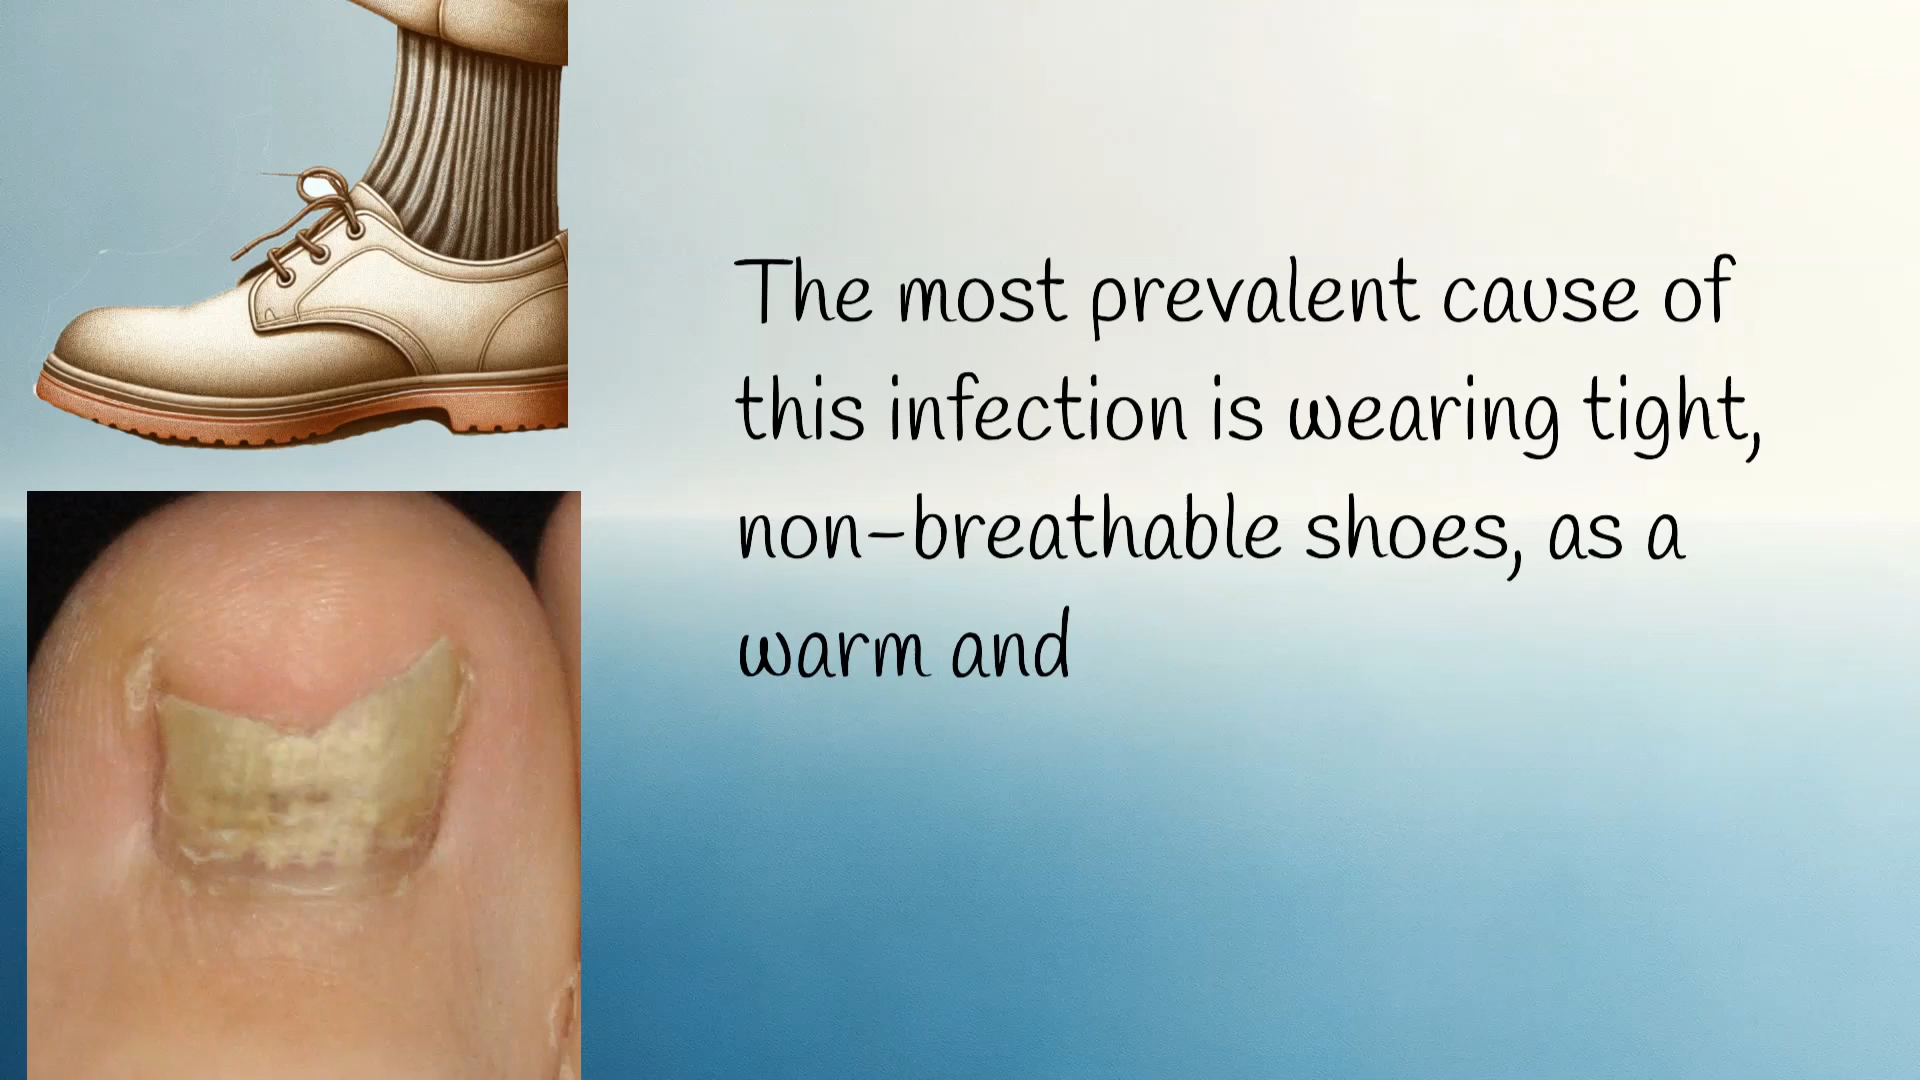 The most prevalent cause of
this infection is wearing tight,
non-breathable shoes, as a
warm and